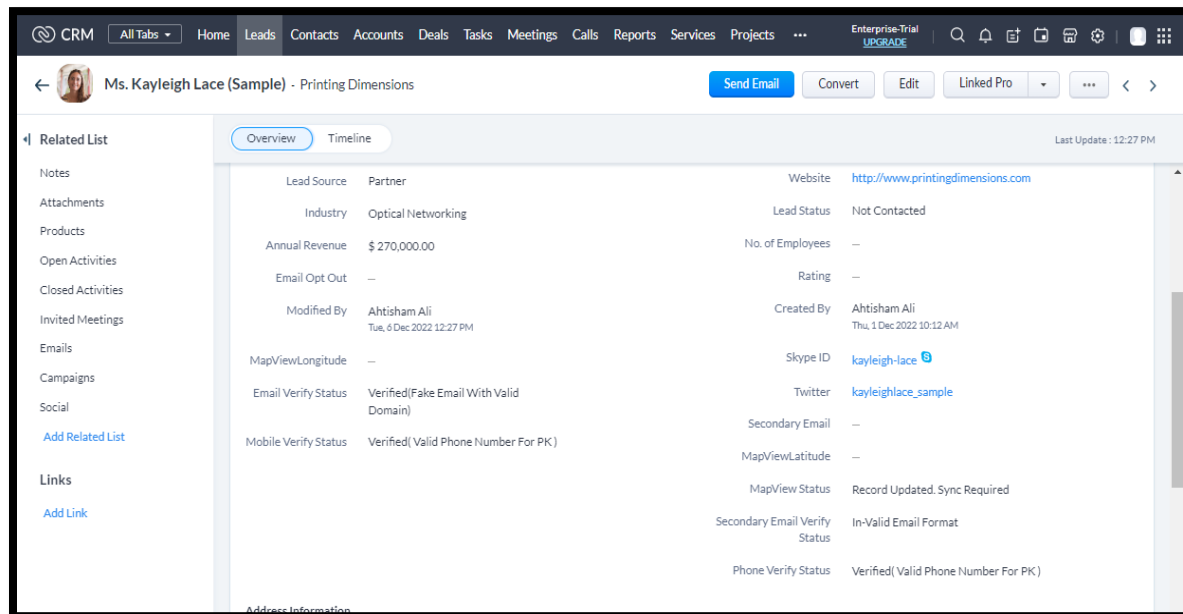 CRM All Tabs Home Leads Contacts Accounts Deals Tasks Meetings Calls Reports Services Projects ••• Enterprise-Trial
UPGRADE
Ms. Kayleigh Lace (Sample) - Printing Dimensions Send Email Convert Edit Linked Pro •••
Related List
Notes
Attachments
Products
Open Activities
Closed Activities
Invited Meetings
Emails
Campaigns
Social
Add Related List
Links
Add Link
Overview Timeline Last Update : 12:27 PM
Lead Source Partner
Industry Optical Networking
Annual Revenue $ 270,000.00
Email Opt Out —
Modified By Ahtisham Ali
Tue, 6 Dec 2022 12:27 PM
MapViewLongitude —
Email Verify Status Verified(Fake Email With Valid
Domain)
Mobile Verify Status Verified( Valid Phone Number For PK )
Website http://www.printingdimensions.com
Lead Status Not Contacted
No. of Employees —
Rating —
Created By Ahtisham Ali
Thu, 1 Dec 2022 10:12 AM
Skype ID kayleigh-lace
Twitter kayleighlace_sample
Secondary Email —
MapViewLatitude —
MapView Status Record Updated. Sync Required
Secondary Email Verify In-Valid Email Format
Status
Phone Verify Status Verified( Valid Phone Number For PK )
Address Information